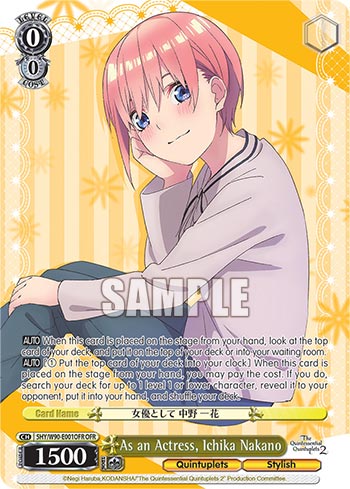 LEVEL
0
0
COST
SAMPLE
AUTO When this card is placed on the stage from your hand, look at the top
card of your deck, and put it on the top of your deck or into your waiting room.
AUTO [① Put the top card of your deck into your clock] When this card is
placed on the stage from your hand, you may pay the cost. If you do,
search your deck for up to 1 level 1 or lower character, reveal it to your
opponent, put it into your hand, and shuffle your deck.
Card Name
女優として 中野 一花
CH
5HY/W90-E001OFR OFR
As an Actress, Ichika Nakano
1500
The Quintessential Quintuplets 2
Quintuplets
Stylish
©Negi Haruba,KODANSHA/"The Quintessential Quintuplets 2" Production Committee.